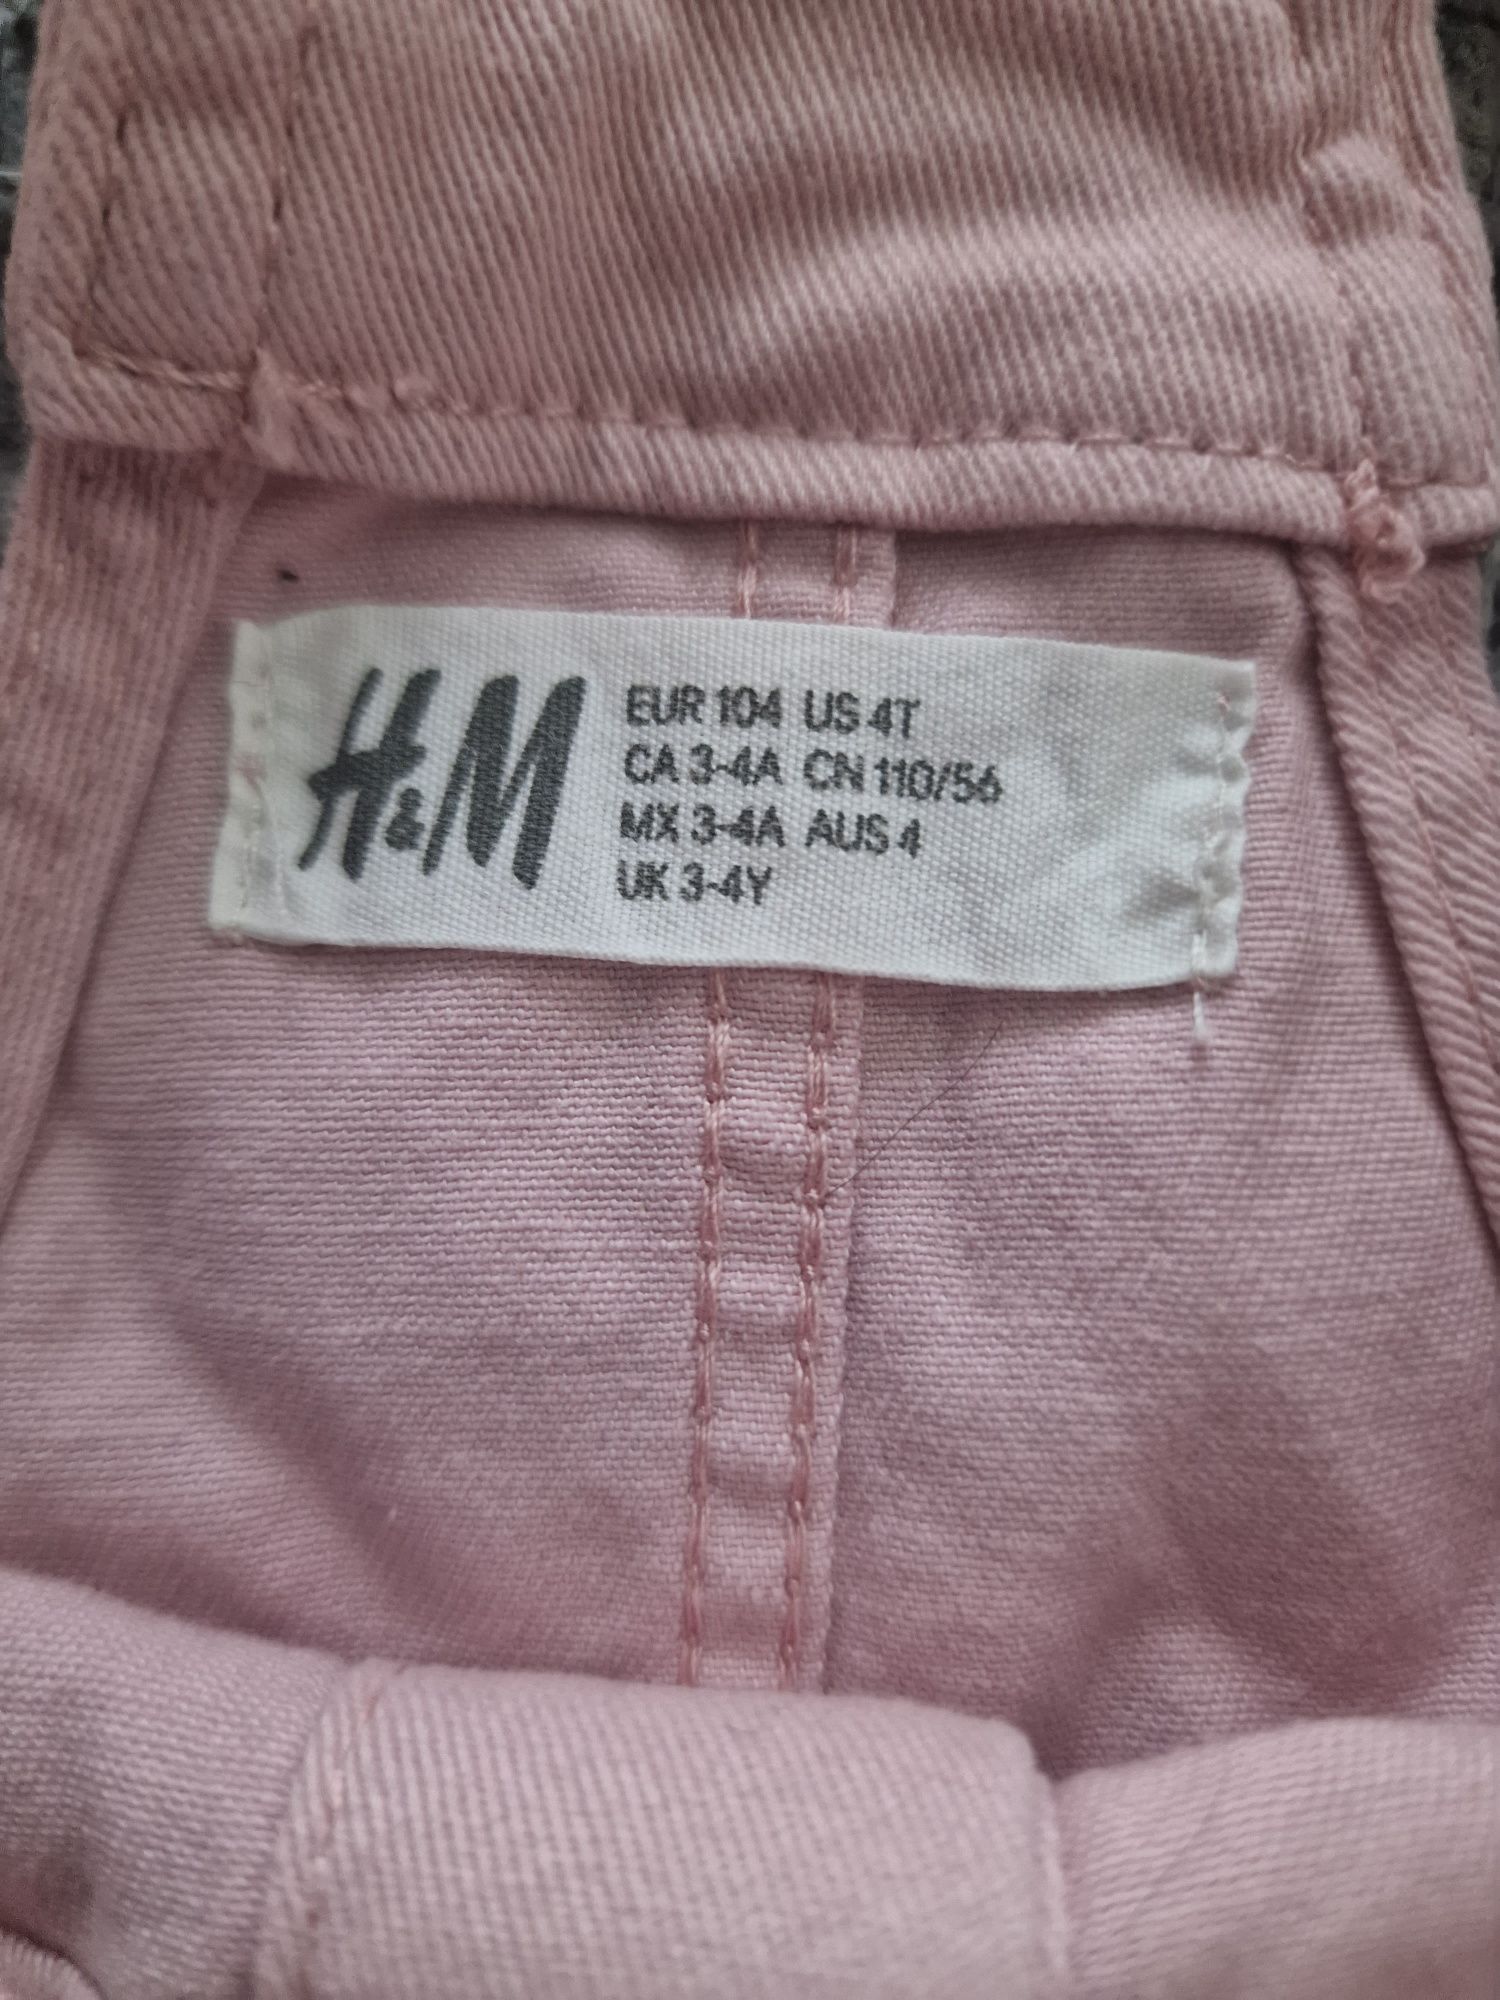 H&M
EUR 104 US 4T
CA 3-4A CN 110/56
MX 3-4A AUS 4
UK 3-4Y